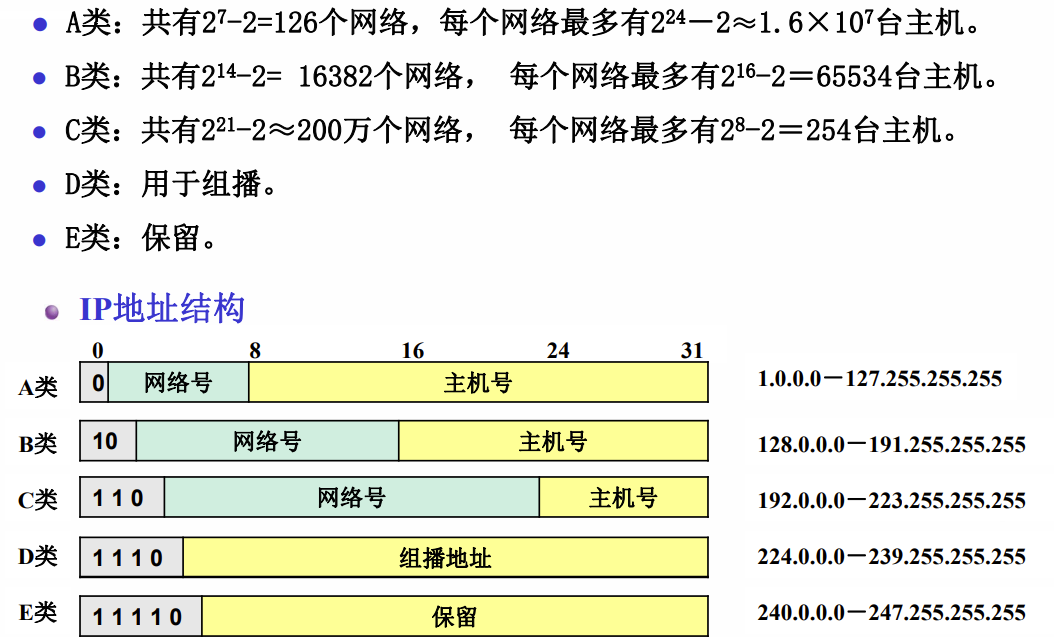 A类：共有2⁷-2=126个网络，每个网络最多有2²⁴－2≈1.6×10⁷台主机。
B类：共有2¹⁴-2= 16382个网络， 每个网络最多有2¹⁶-2＝65534台主机。
C类：共有2²¹-2≈200万个网络， 每个网络最多有2⁸-2＝254台主机。
D类：用于组播。
E类：保留。
IP地址结构
0 8 16 24 31
A类 0 网络号 主机号 1.0.0.0－127.255.255.255
B类 10 网络号 主机号 128.0.0.0－191.255.255.255
C类 1 1 0 网络号 主机号 192.0.0.0－223.255.255.255
D类 1 1 1 0 组播地址 224.0.0.0－239.255.255.255
E类 1 1 1 1 0 保留 240.0.0.0－247.255.255.255